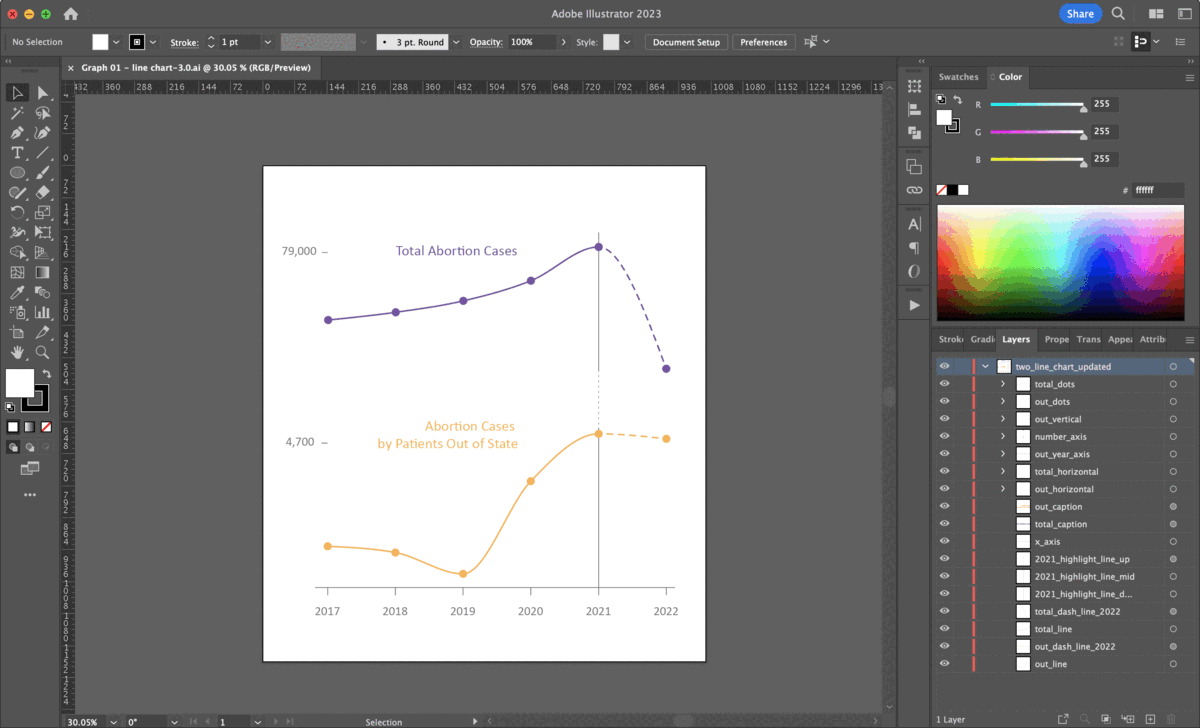 Adobe Illustrator 2023
Share
No Selection
Stroke:
1 pt
3 pt. Round
Opacity:
100%
Style:
Document Setup
Preferences
× Graph 01 - line chart-3.0.ai @ 30.05 % (RGB/Preview)
432 360 288 216 144 72 0 72 144 216 288 360 432 504 576 648 720 792 864 936 1008 1080 1152 1224 1296
79,000
Total Abortion Cases
4,700
Abortion Cases
by Patients Out of State
2017 2018 2019 2020 2021 2022
Swatches
Color
R 255
G 255
B 255
# ffffff
Strok
Gradi
Layers
Prope
Trans
Appea
Attrib
two_line_chart_updated
total_dots
out_dots
out_vertical
number_axis
out_year_axis
total_horizontal
out_horizontal
out_caption
total_caption
x_axis
2021_highlight_line_up
2021_highlight_line_mid
2021_highlight_line_d...
total_dash_line_2022
total_line
out_dash_line_2022
out_line
1 Layer
30.05%
0°
1
Selection